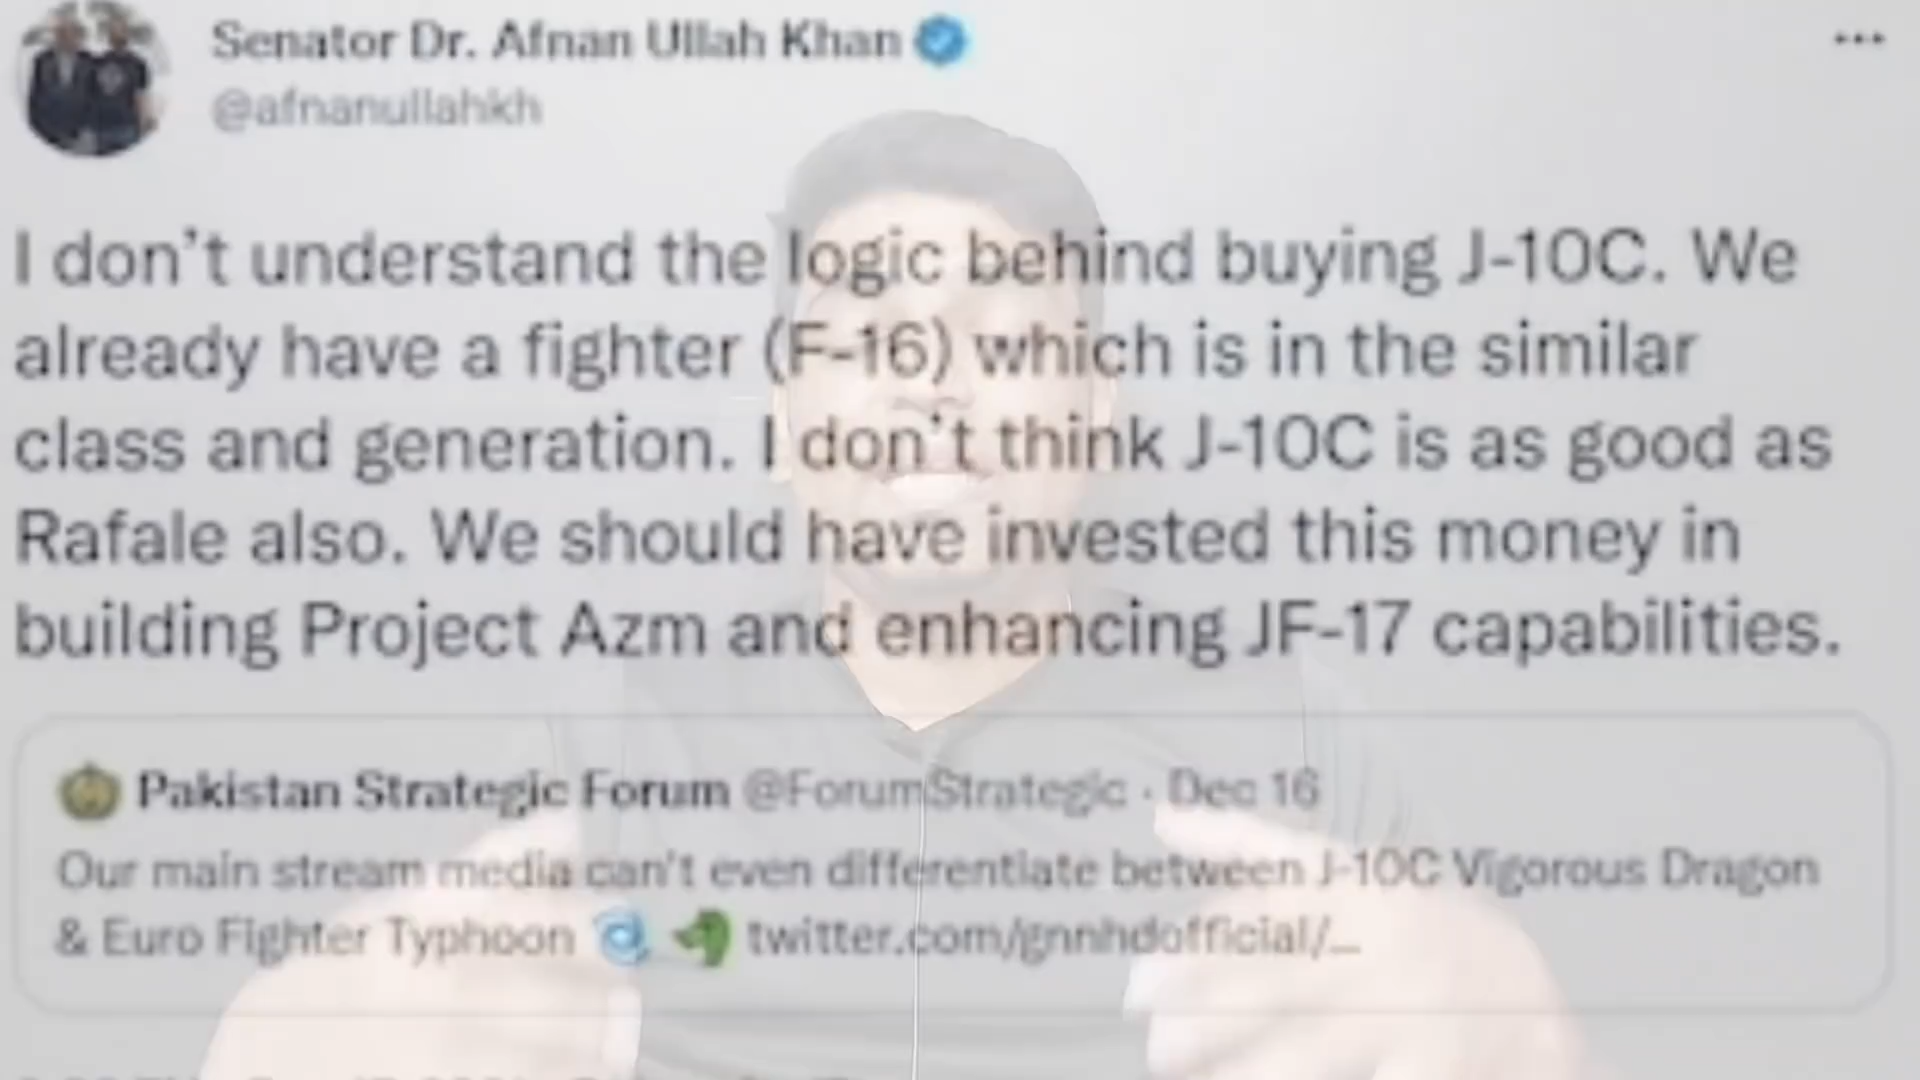 Senator Dr. Afnan Ullah Khan
@afnanullahkh
I don't understand the logic behind buying J-10C. We
already have a fighter (F-16) which is in the similar
class and generation. I don't think J-10C is as good as
Rafale also. We should have invested this money in
building Project Azm and enhancing JF-17 capabilities.
Pakistan Strategic Forum @ForumStrategic · Dec 16
Our main stream media can't even differentiate between J-10C Vigorous Dragon
& Euro Fighter Typhoon twitter.com/gnnhdofficial/...